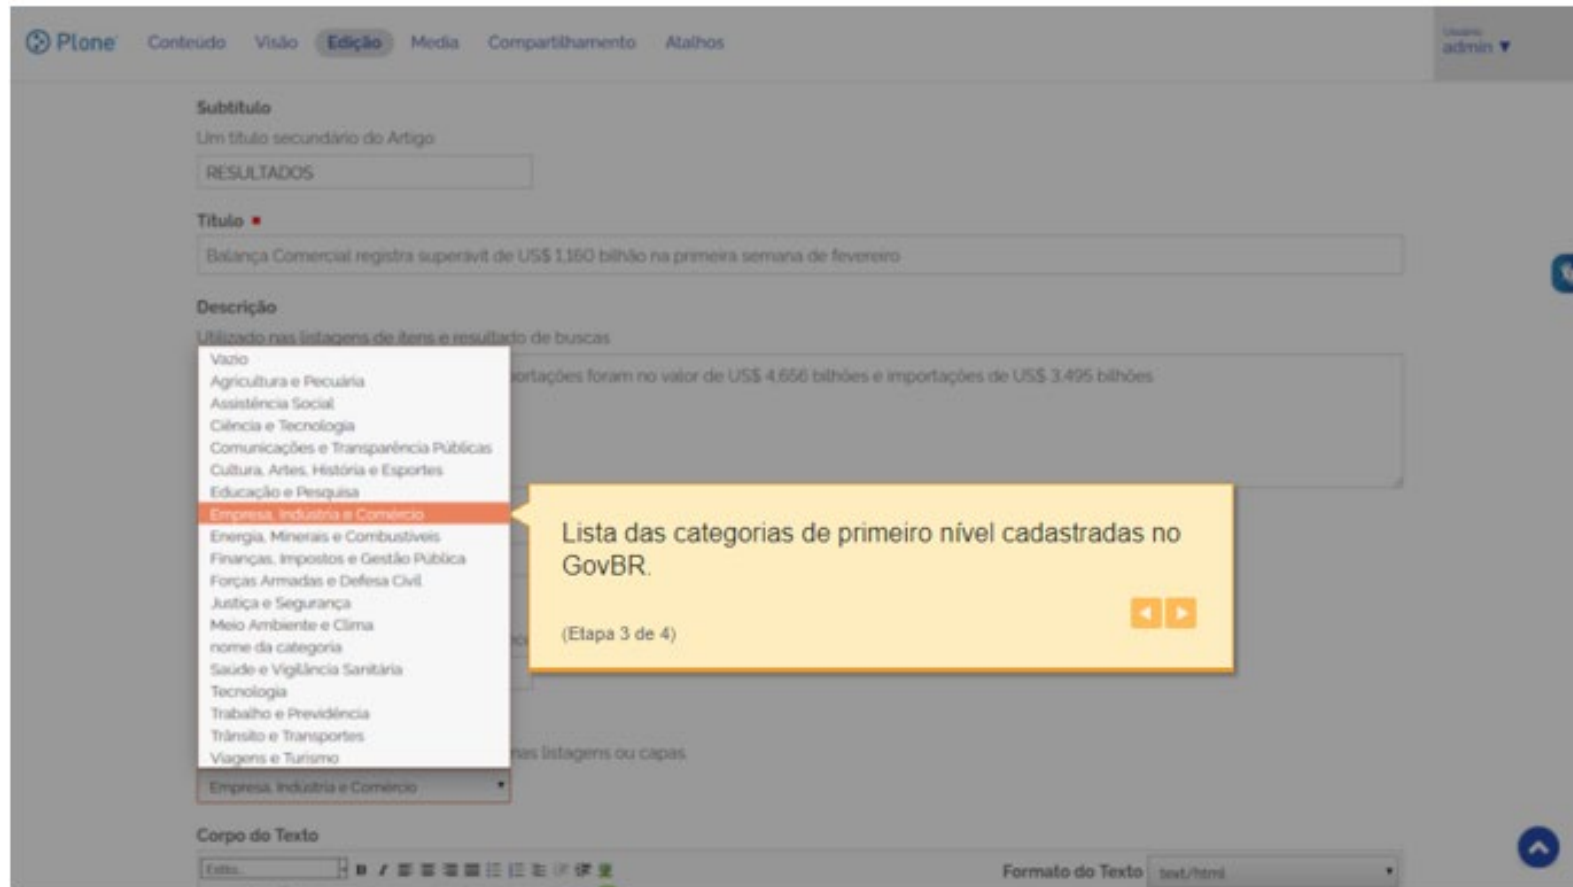 Plone
Conteúdo Visão Edição Media Compartilhamento Atalhos
Usuário
admin ▼
Subtítulo
Um título secundário do Artigo
RESULTADOS
Título
Balança Comercial registra superavit de US$ 1,160 bilhão na primeira semana de fevereiro
Descrição
Utilizado nas listagens de itens e resultado de buscas
portações foram no valor de US$ 4,656 bilhões e importações de US$ 3,495 bilhões
Vazio
Agricultura e Pecuária
Assistência Social
Ciência e Tecnologia
Comunicações e Transparência Públicas
Cultura, Artes, História e Esportes
Educação e Pesquisa
Empresa, Indústria e Comércio
Energia, Minerais e Combustíveis
Finanças, Impostos e Gestão Pública
Forças Armadas e Defesa Civil
Justiça e Segurança
Meio Ambiente e Clima
nome da categoria
Saúde e Vigilância Sanitária
Tecnologia
Trabalho e Previdência
Trânsito e Transportes
Viagens e Turismo
Lista das categorias de primeiro nível cadastradas no
GovBR.
(Etapa 3 de 4)
nas listagens ou capas.
Empresa, Indústria e Comércio
Corpo do Texto
Estilo... B I
Formato do Texto text/html